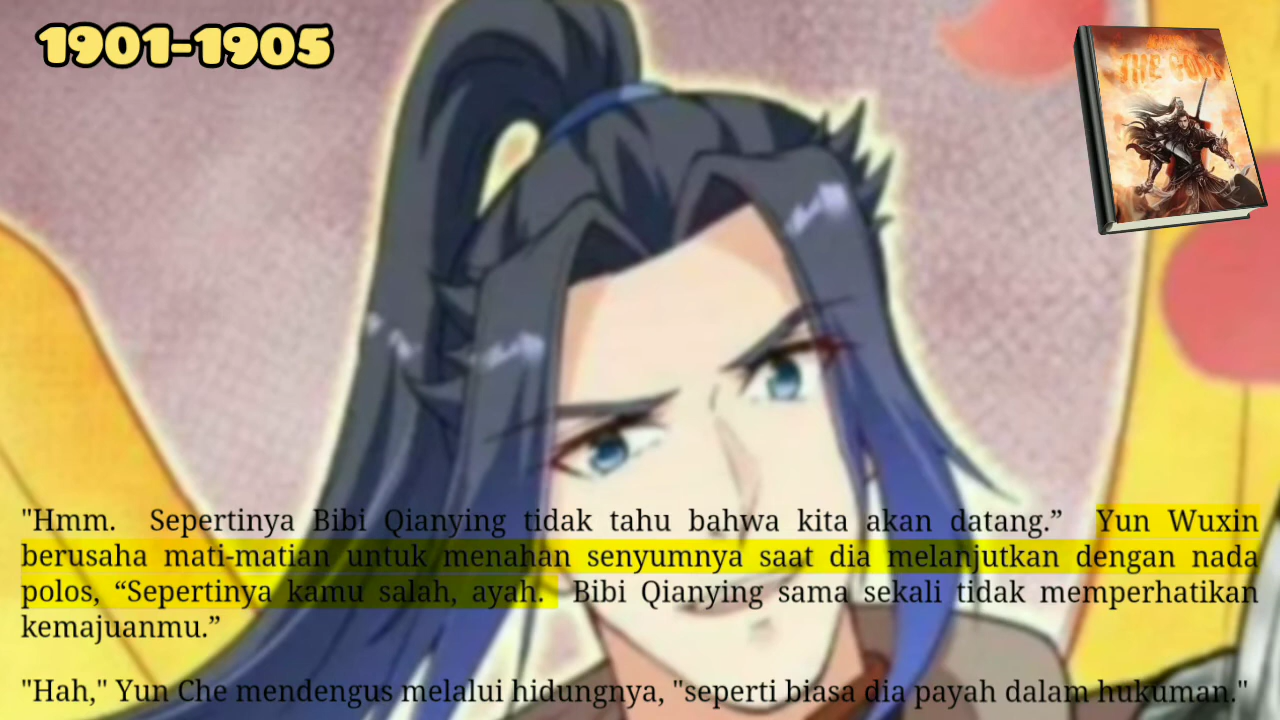 1901-1905
THE GODS
"Hmm. Sepertinya Bibi Qianying tidak tahu bahwa kita akan datang.” Yun Wuxin
berusaha mati-matian untuk menahan senyumnya saat dia melanjutkan dengan nada
polos, “Sepertinya kamu salah, ayah. Bibi Qianying sama sekali tidak memperhatikan
kemajuanmu.”
"Hah," Yun Che mendengus melalui hidungnya, "seperti biasa dia payah dalam hukuman."